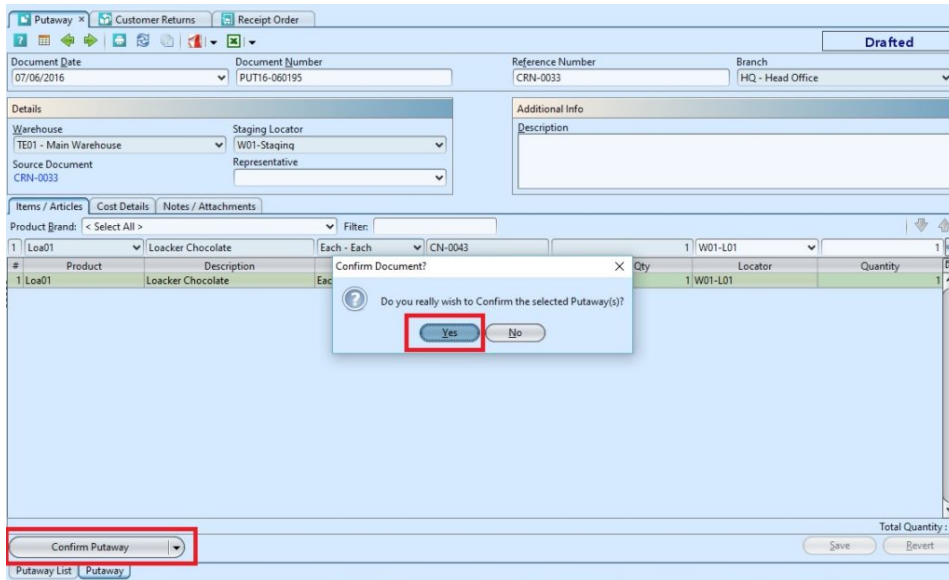 Putaway × Customer Returns Receipt Order
Drafted
Document Date Document Number Reference Number Branch
07/06/2016 PUT16-060195 CRN-0033 HQ - Head Office
Details Additional Info
Warehouse Staging Locator Description
TE01 - Main Warehouse W01-Staging
Source Document Representative
CRN-0033
Items / Articles Cost Details Notes / Attachments
Product Brand: < Select All > Filter:
1 Loa01 Loacker Chocolate Each - Each CN-0043 1 W01-L01 1
# Product Description Confirm Document? × Qty Locator Quantity
1 Loa01 Loacker Chocolate Eac 1 W01-L01 1
Do you really wish to Confirm the selected Putaway(s)?
Yes No
Total Quantity :
Confirm Putaway Save Revert
Putaway List Putaway